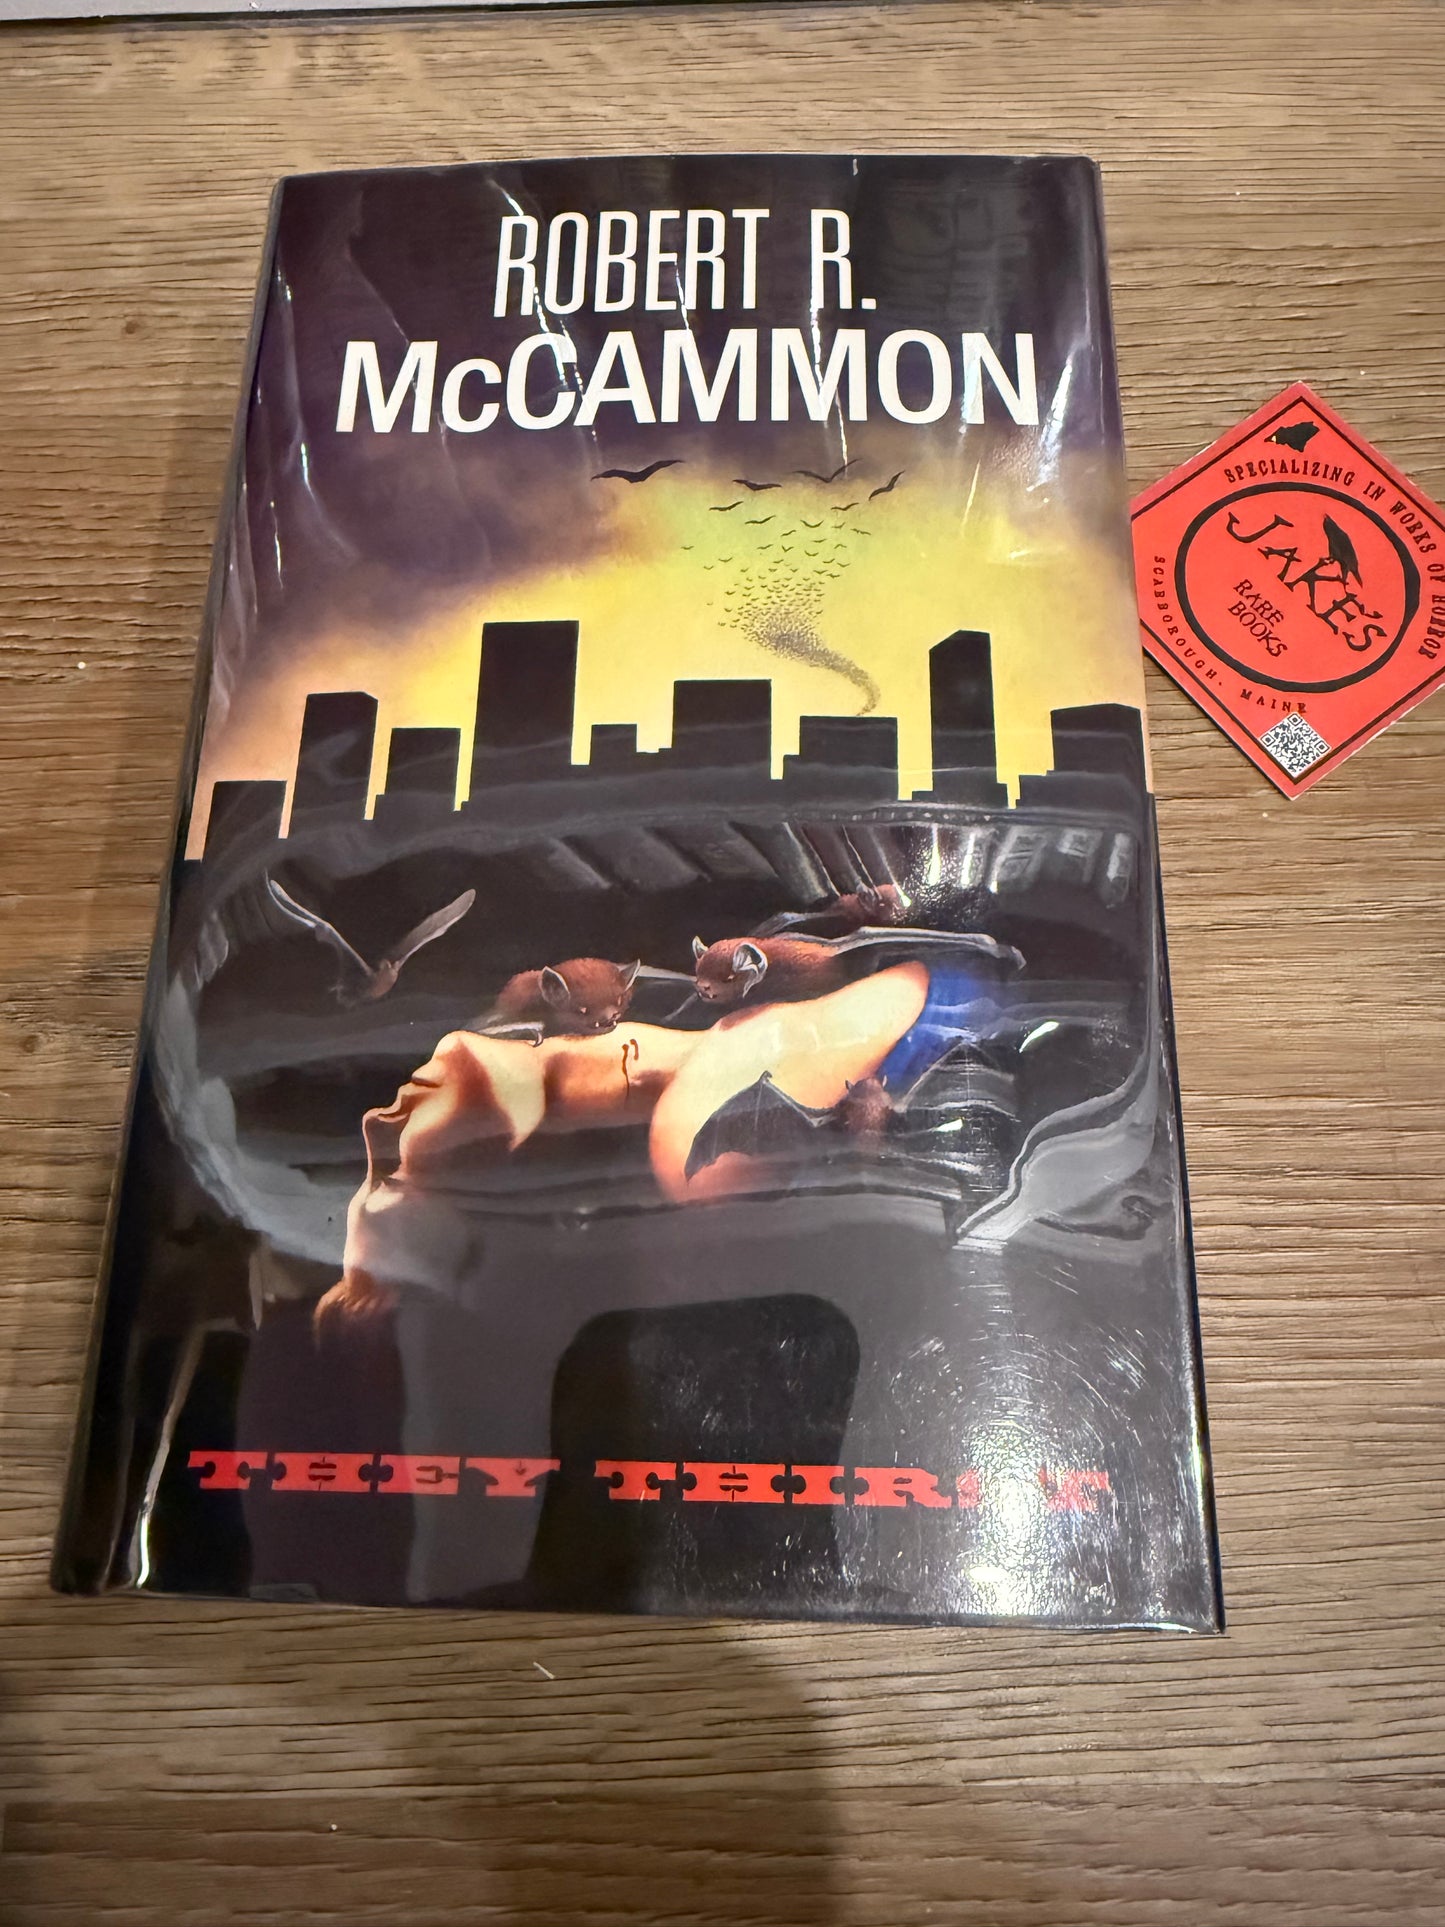 ROBERT R.
McCAMMON
THEY THIRST
SPECIALIZING IN WORKS OF HORROR
JAKE'S
RARE
BOOKS
SCARBOROUGH, MAINE